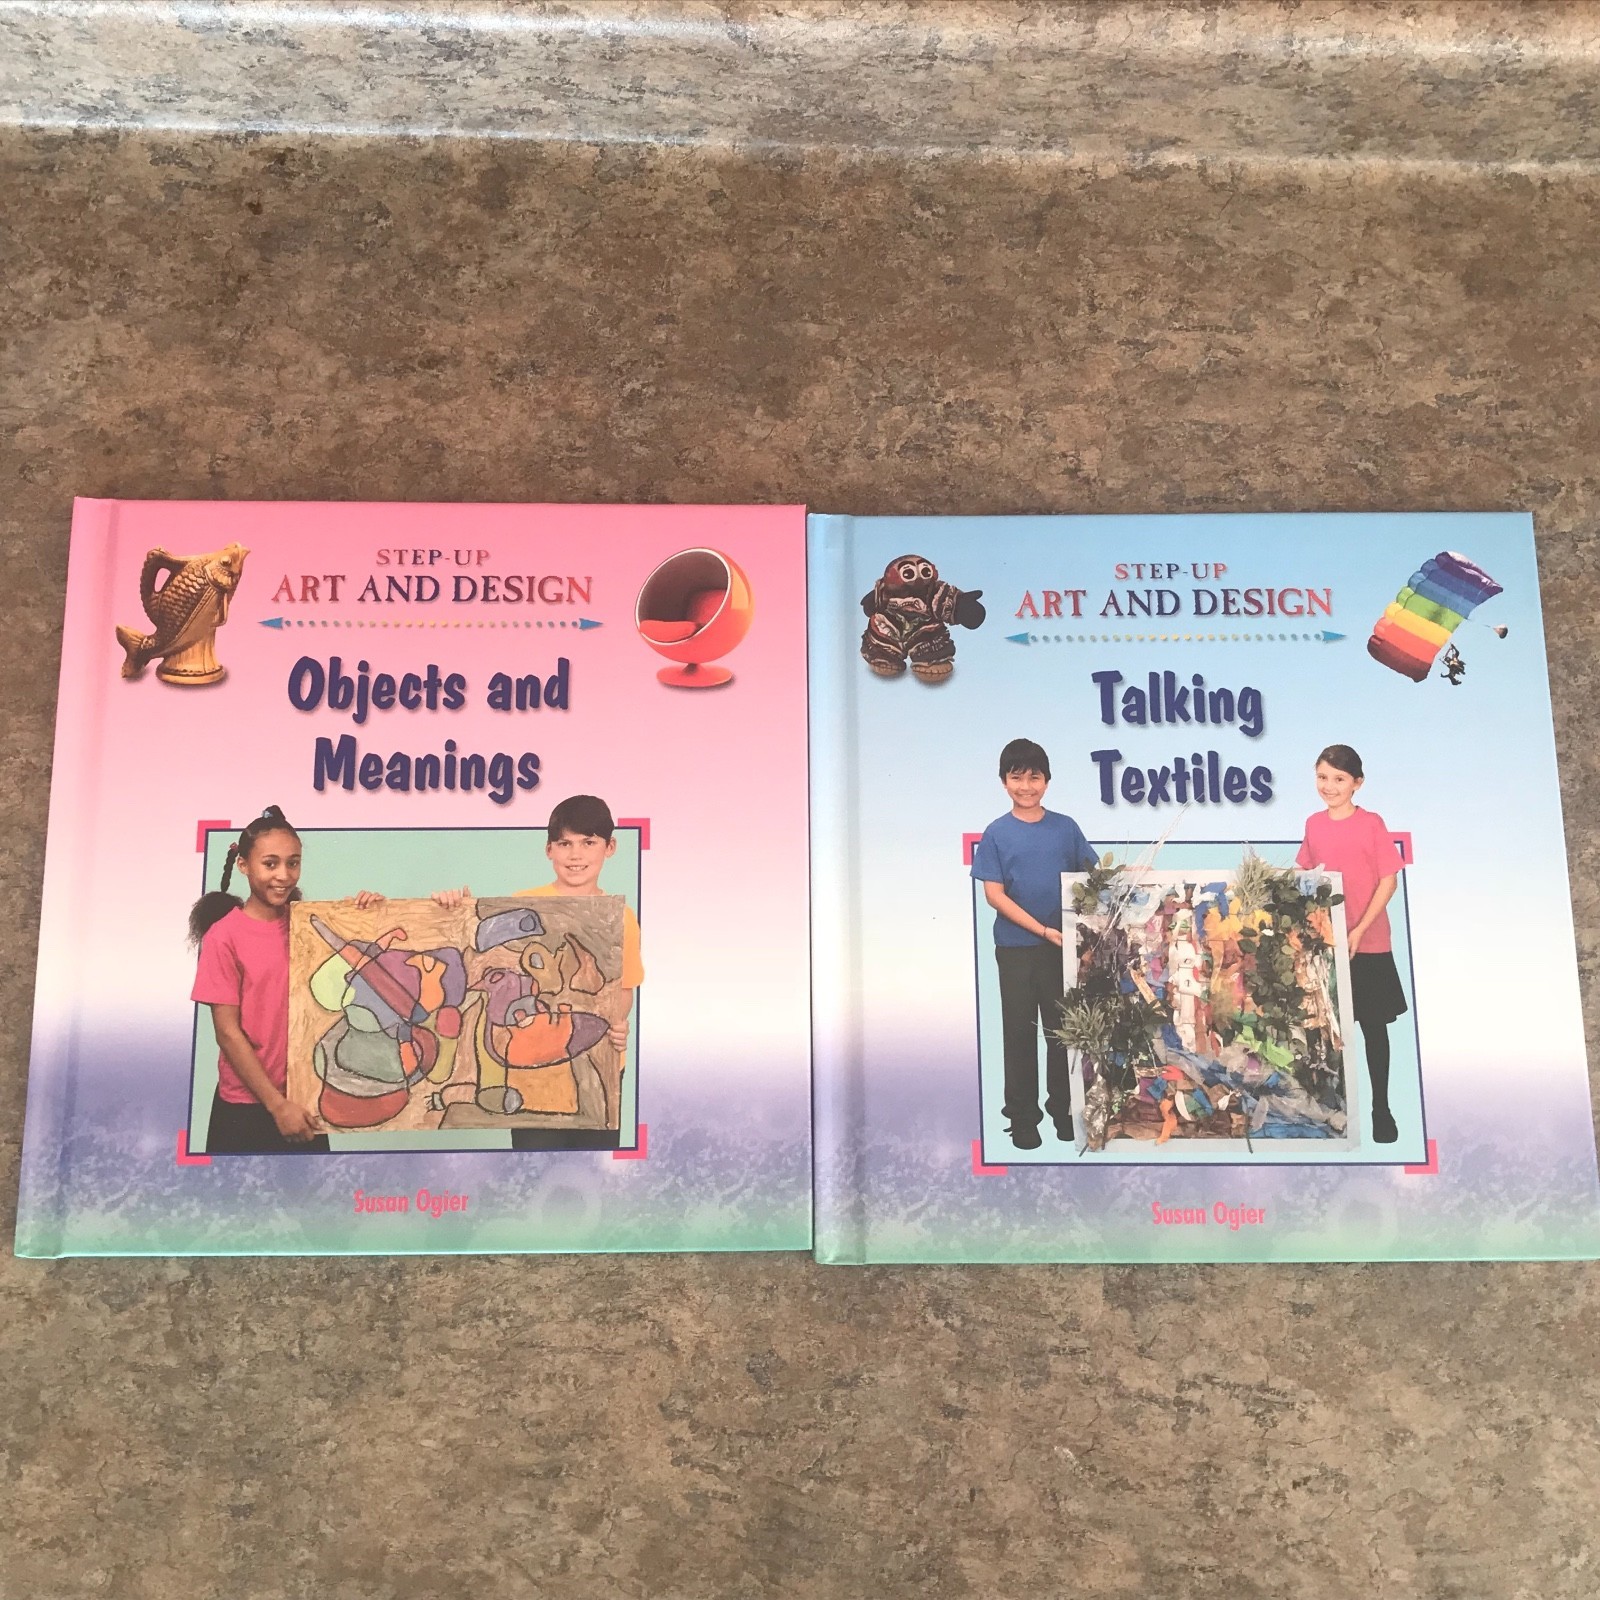 STEP-UP
ART AND DESIGN
Objects and
Meanings
Susan Ogier
STEP-UP
ART AND DESIGN
Talking
Textiles
Susan Ogier